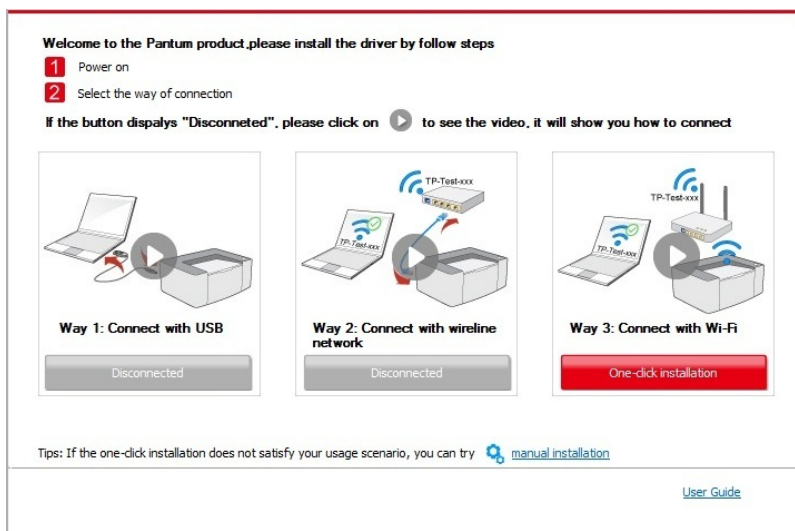 Welcome to the Pantum product,please install the driver by follow steps
1 Power on
2 Select the way of connection
If the button dispalys "Disconneted", please click on to see the video, it will show you how to connect
TP-Test-xxx
TP-Test-xxx
Way 1: Connect with USB
Disconnected
TP-Test-xxx
TP-Test-xxx
Way 2: Connect with wireline
network
Disconnected
Way 3: Connect with Wi-Fi
One-click installation
Tips: If the one-click installation does not satisfy your usage scenario, you can try manual installation
User Guide